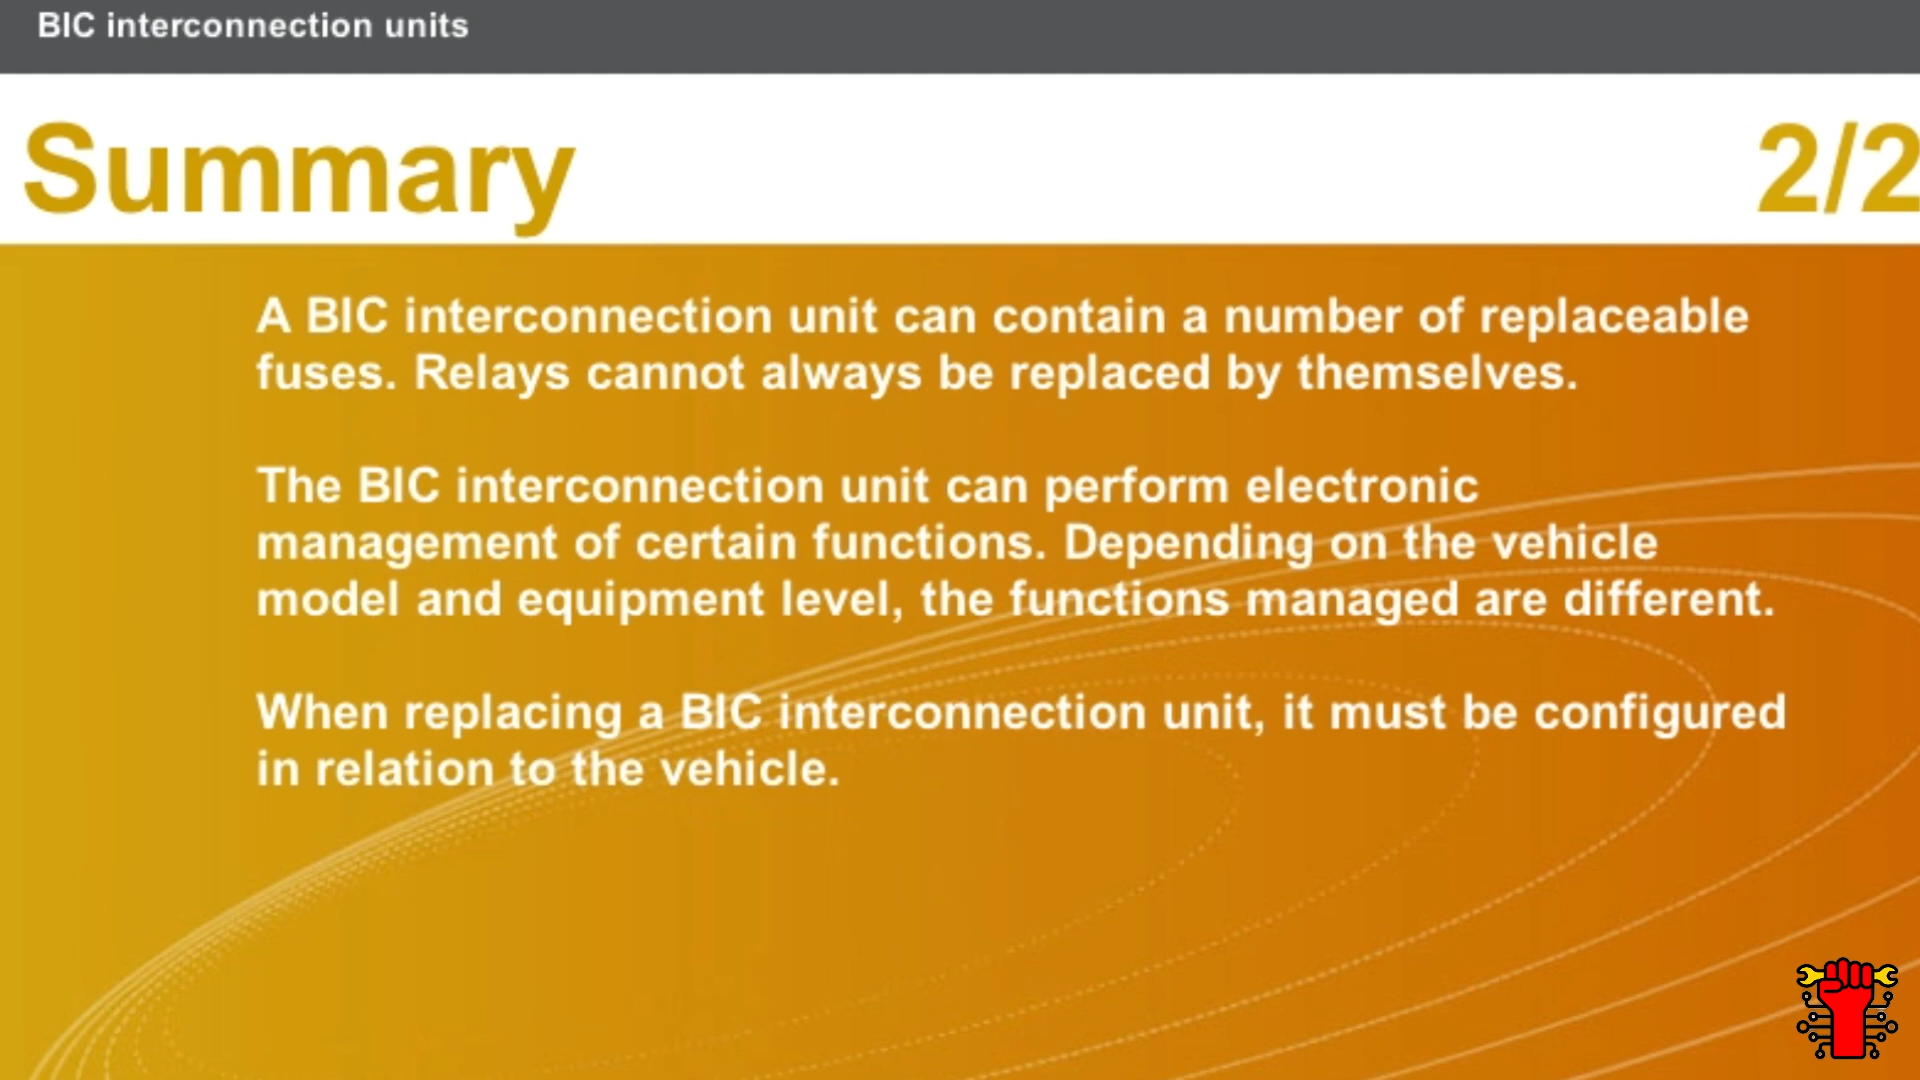 BIC interconnection units
Summary 2/2
A BIC interconnection unit can contain a number of replaceable
fuses. Relays cannot always be replaced by themselves.
The BIC interconnection unit can perform electronic
management of certain functions. Depending on the vehicle
model and equipment level, the functions managed are different.
When replacing a BIC interconnection unit, it must be configured
in relation to the vehicle.